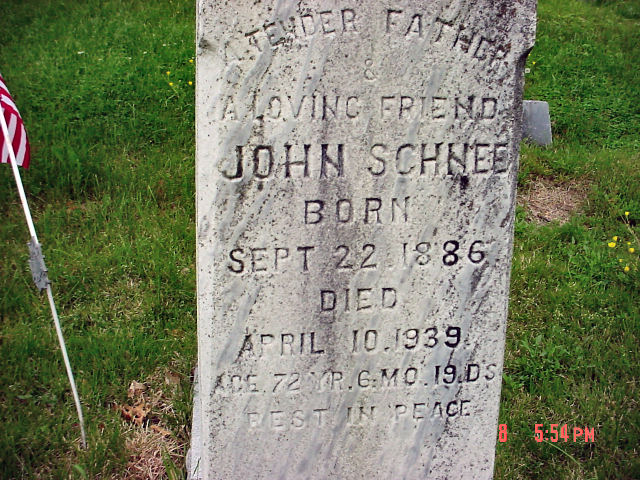 A TENDER FATHER
&
A LOVING FRIEND
JOHN SCHNEE
BORN
SEPT 22 1886
DIED
APRIL 10. 1939
AGE. 72 YR. 6. MO. 19. DS
REST IN PEACE
8 5:54PM